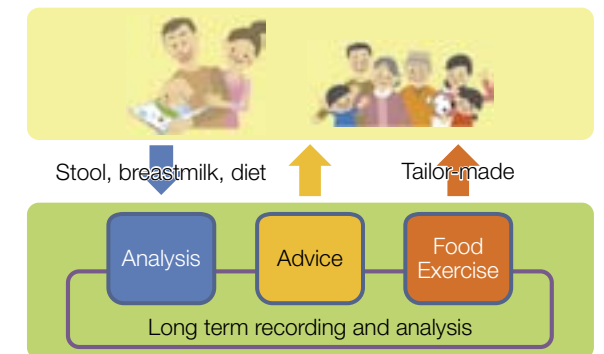 Stool, breastmilk, diet
Tailor-made
Analysis
Advice
Food
Exercise
Long term recording and analysis